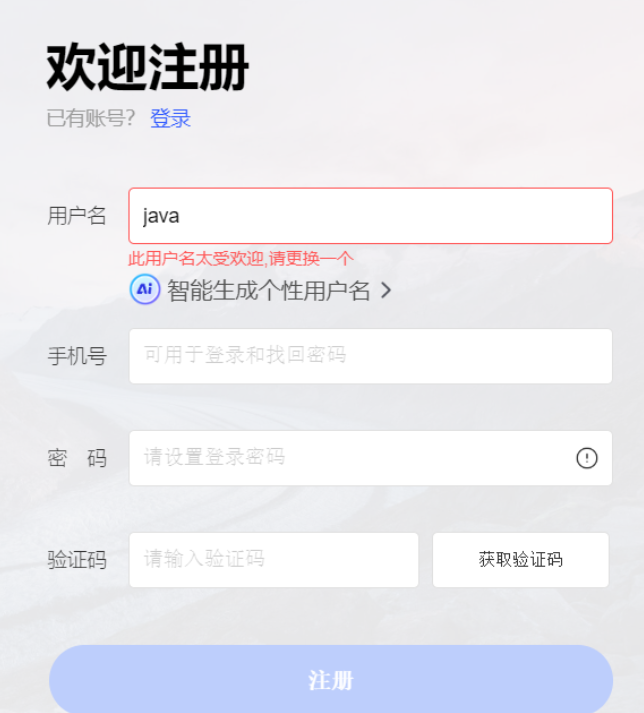 欢迎注册
已有账号? 登录
用户名 java
此用户名太受欢迎,请更换一个
Ai 智能生成个性用户名 >
手机号 可用于登录和找回密码
密 码 请设置登录密码
验证码 请输入验证码 获取验证码
注册